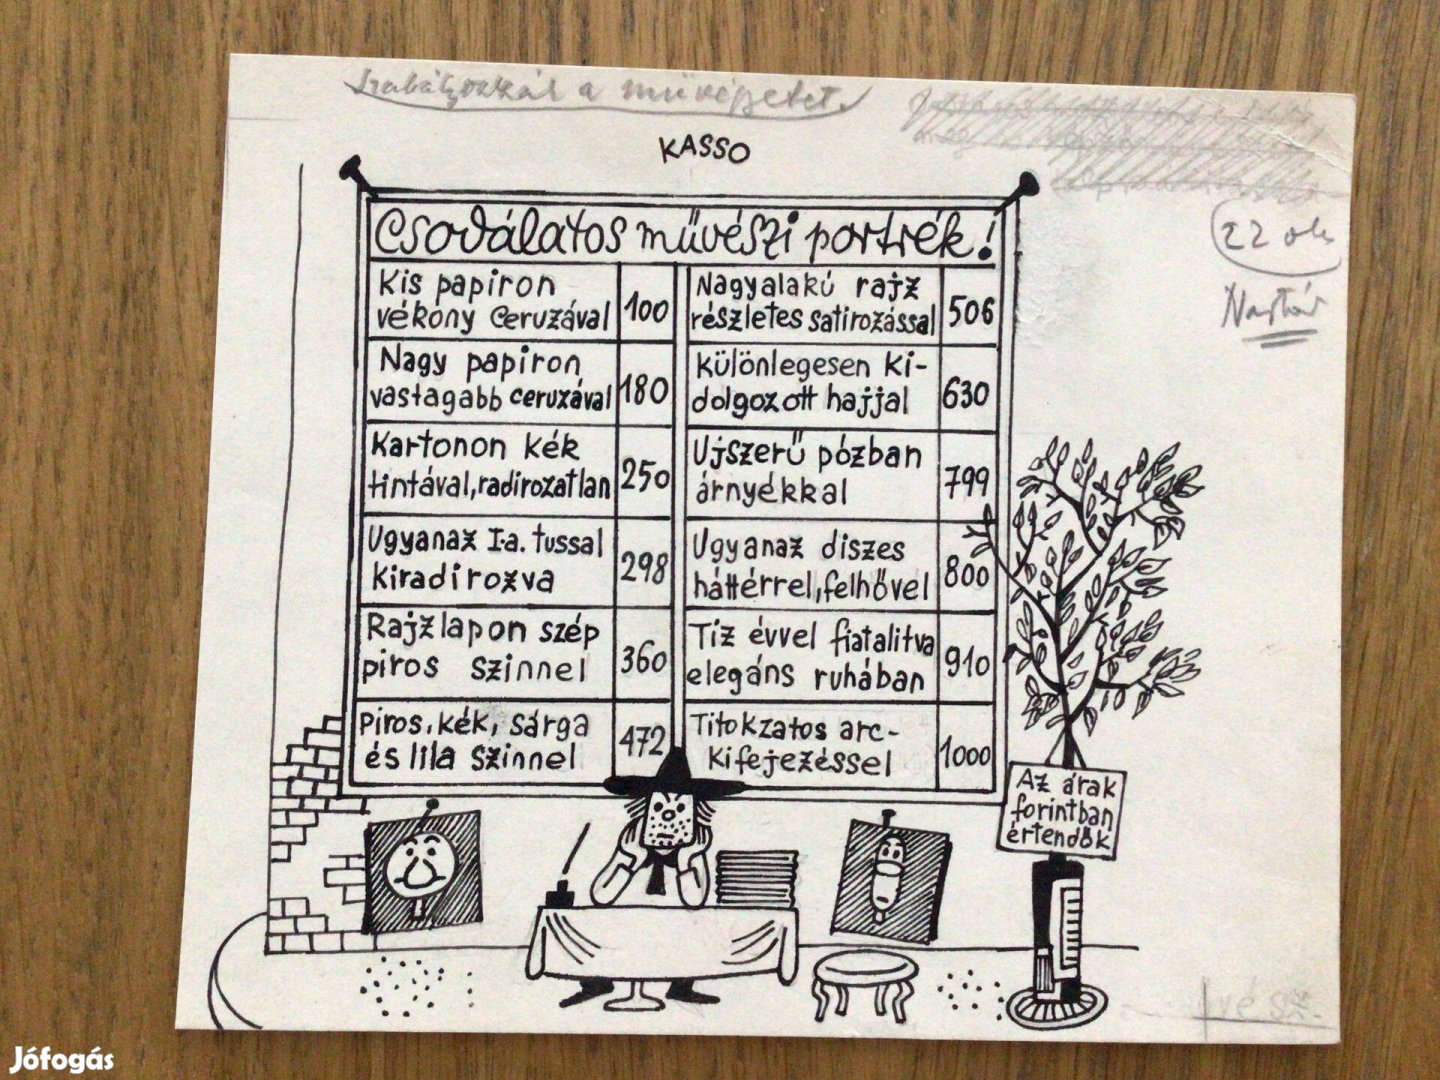 a művészetet
22 oh
KASSO
Csodálatos művészi portrék!
Kis papiron
vékony ceruzával
100
Nagy papiron
vastagabb ceruzával
180
Kartonon kék
tintával, radirozatlan
250
Ugyanaz I-a. tussal
kiradirozva
298
Rajzlapon szép
piros szinnel
360
Piros, kék, sárga
és lila szinnel
472
Nagyalakú rajz
részletes satirozással
506
Különlegesen ki-
dolgozott hajjal
630
Ujszerű pózban
árnyékkal
799
Ugyanaz diszes
háttérrel, felhővel
800
Tiz évvel fiatalitva
elegáns ruhában
910
Titokzatos arc-
kifejezéssel
1000
Az árak
forintban
értendők
Jófogás